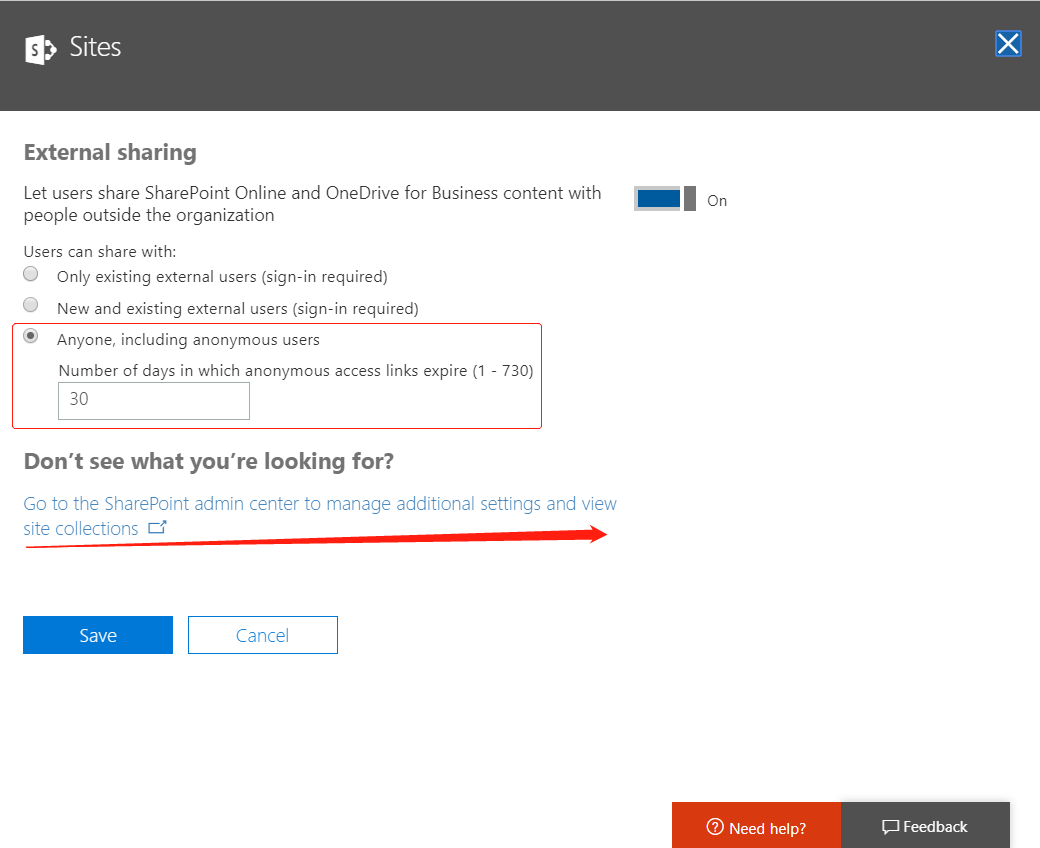 Sites
External sharing
Let users share SharePoint Online and OneDrive for Business content with
people outside the organization
On
Users can share with:
Only existing external users (sign-in required)
New and existing external users (sign-in required)
Anyone, including anonymous users
Number of days in which anonymous access links expire (1 - 730)
30
Don’t see what you’re looking for?
Go to the SharePoint admin center to manage additional settings and view
site collections
Save
Cancel
Need help?
Feedback